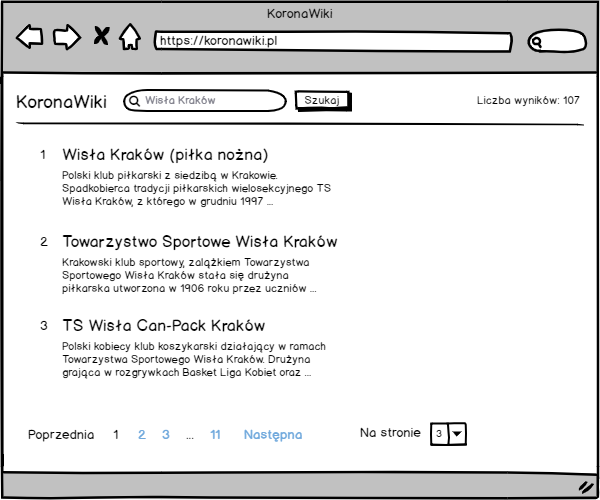 KoronaWiki
https://koronawiki.pl
KoronaWiki
Wisła Kraków
Szukaj
Liczba wyników: 107
1 Wisła Kraków (piłka nożna)
Polski klub piłkarski z siedzibą w Krakowie.
Spadkobierca tradycji piłkarskich wielosekcyjnego TS
Wisła Kraków, z którego w grudniu 1997 ...
2 Towarzystwo Sportowe Wisła Kraków
Krakowski klub sportowy, zalążkiem Towarzystwa
Sportowego Wisła Kraków stała się drużyna
piłkarska utworzona w 1906 roku przez uczniów ...
3 TS Wisła Can-Pack Kraków
Polski kobiecy klub koszykarski działający w ramach
Towarzystwa Sportowego Wisła Kraków. Drużyna
grająca w rozgrywkach Basket Liga Kobiet oraz ...
Poprzednia 1 2 3 ... 11 Następna
Na stronie 3